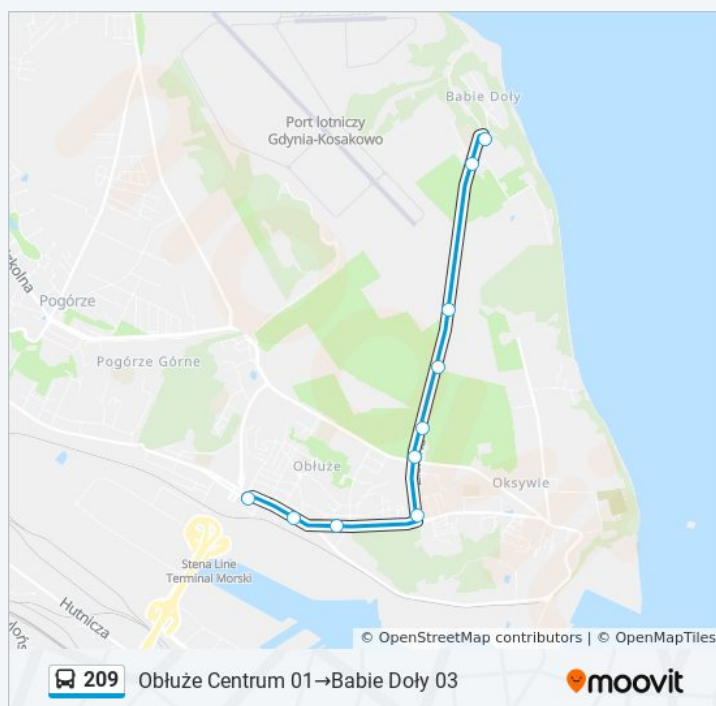 Babie Doły
Port lotniczy
Gdynia-Kosakowo
Pogórze
Pogórze Górne
Obłuże
Oksywie
Stena Line
Terminal Morski
Hutnicza
© OpenStreetMap contributors | © OpenMapTiles
209 Obłuże Centrum 01→Babie Doły 03
moovit